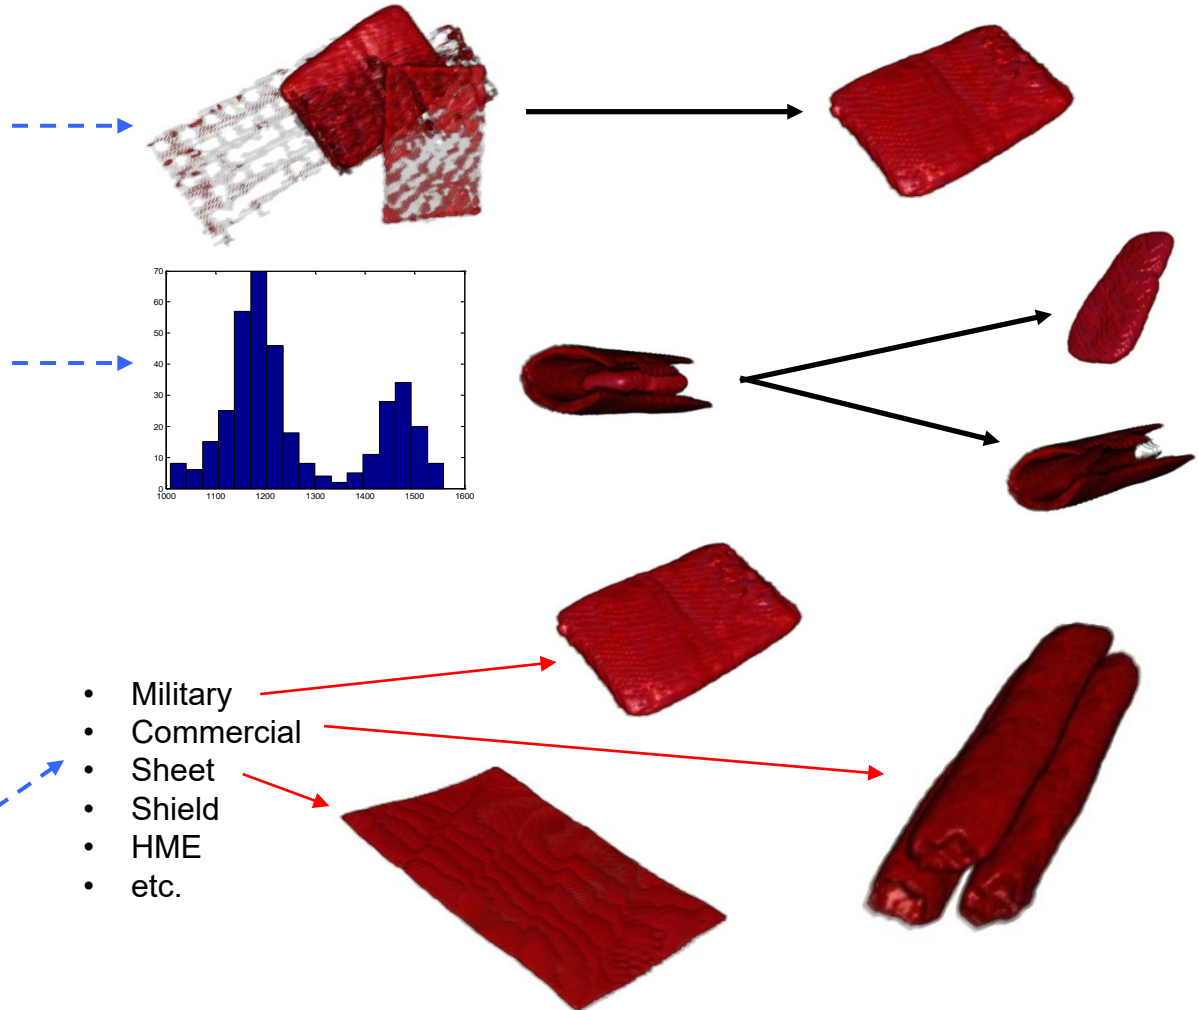 70
60
50
40
30
20
10
0
1000 1100 1200 1300 1400 1500 1600
• Military
• Commercial
• Sheet
• Shield
• HME
• etc.